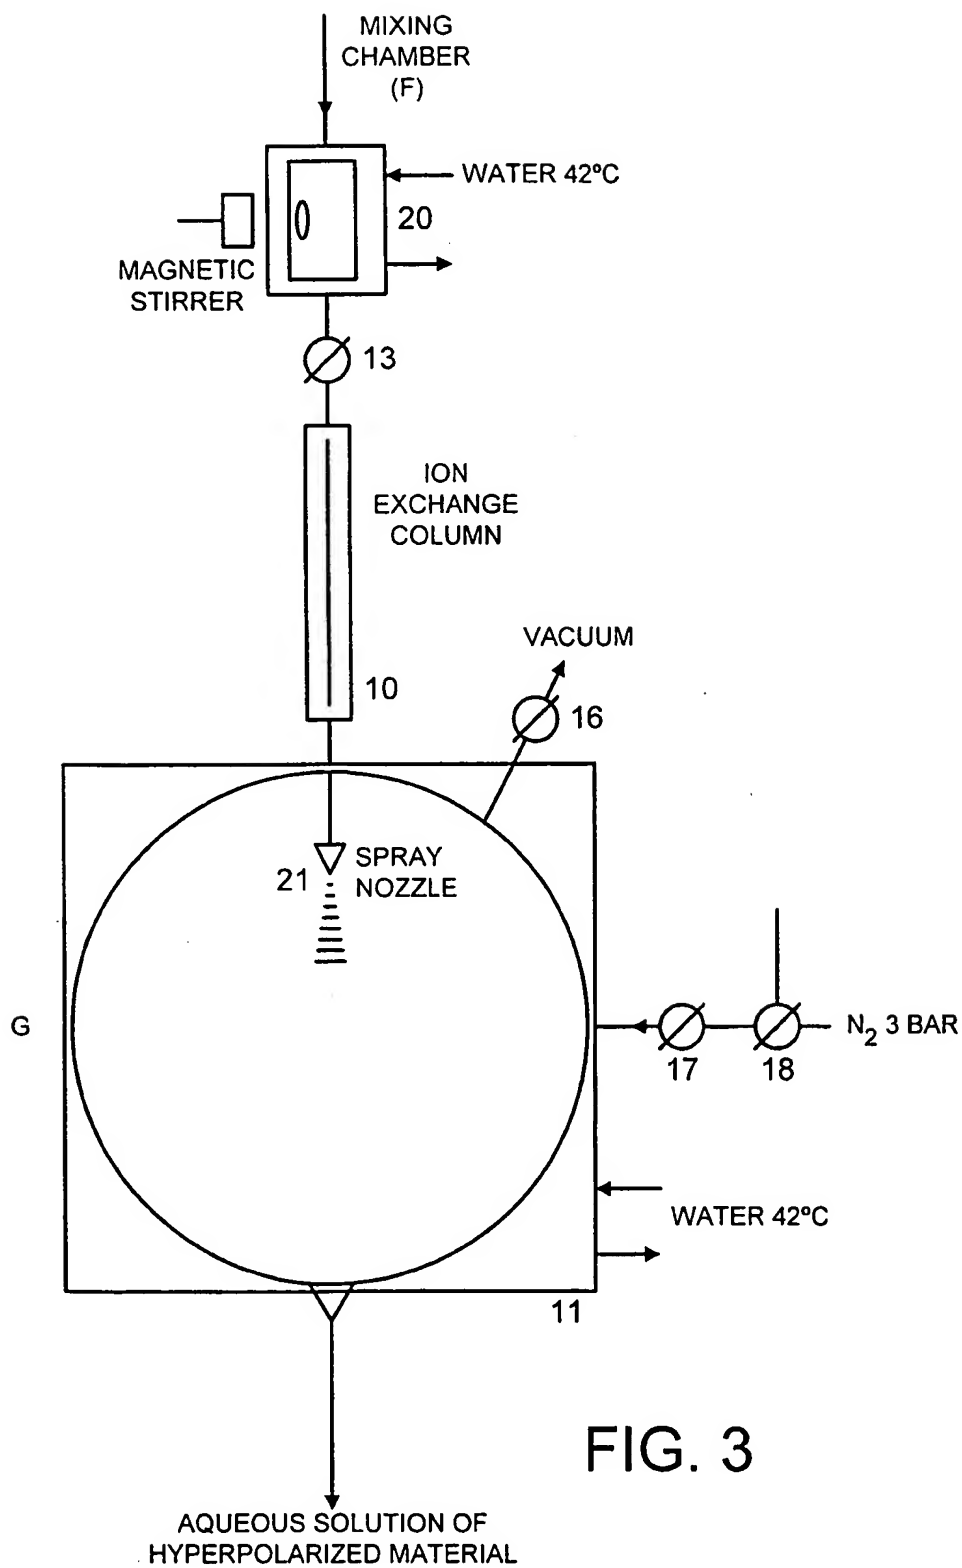 MIXING
CHAMBER
(F)
WATER 42ºC
20
MAGNETIC
STIRRER
13
ION
EXCHANGE
COLUMN
VACUUM
10
16
SPRAY
NOZZLE
21
G
N2 3 BAR
17
18
WATER 42ºC
11
FIG. 3
AQUEOUS SOLUTION OF
HYPERPOLARIZED MATERIAL